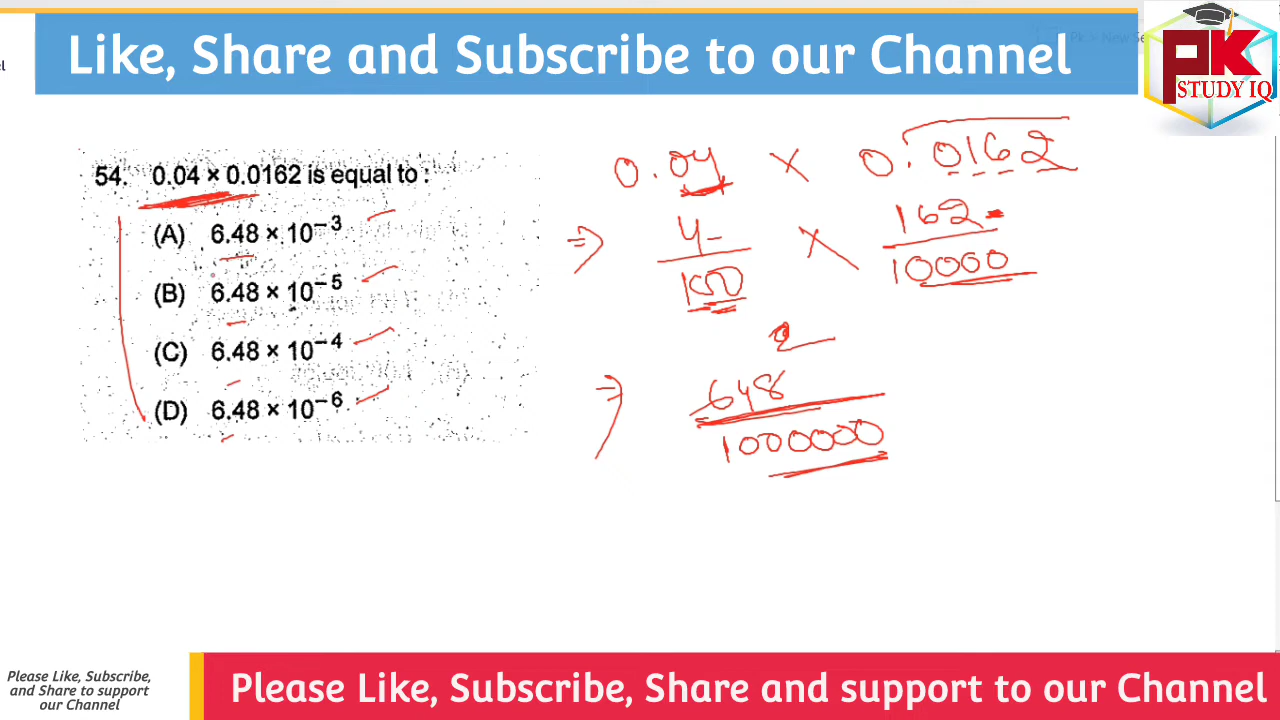 Like, Share and Subscribe to our Channel
PK
STUDY IQ
54. 0.04 × 0.0162 is equal to :
(A) 6.48 × 10⁻³
(B) 6.48 × 10⁻⁵
(C) 6.48 × 10⁻⁴
(D) 6.48 × 10⁻⁶
0.04 × 0.0162
⇒ 4/100 × 162/10000
2
⇒ 648/1000000
Please Like, Subscribe,
and Share to support
our Channel
Please Like, Subscribe, Share and support to our Channel